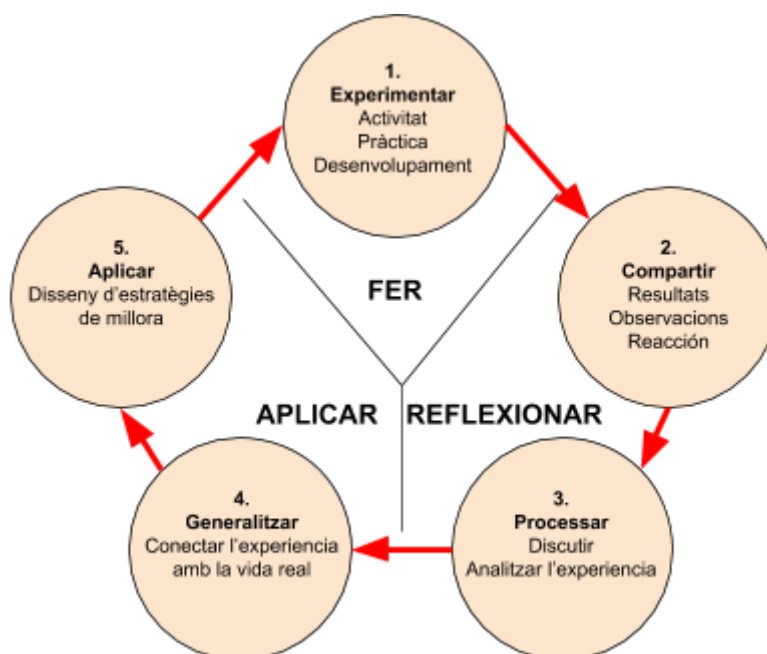 1.
Experimentar
Activitat
Pràctica
Desenvolupament
2.
Compartir
Resultats
Observacions
Reacción
3.
Processar
Discutir
Analitzar l'experiencia
4.
Generalitzar
Conectar l'experiencia
amb la vida real
5.
Aplicar
Disseny d'estratègies
de millora
FER
APLICAR
REFLEXIONAR